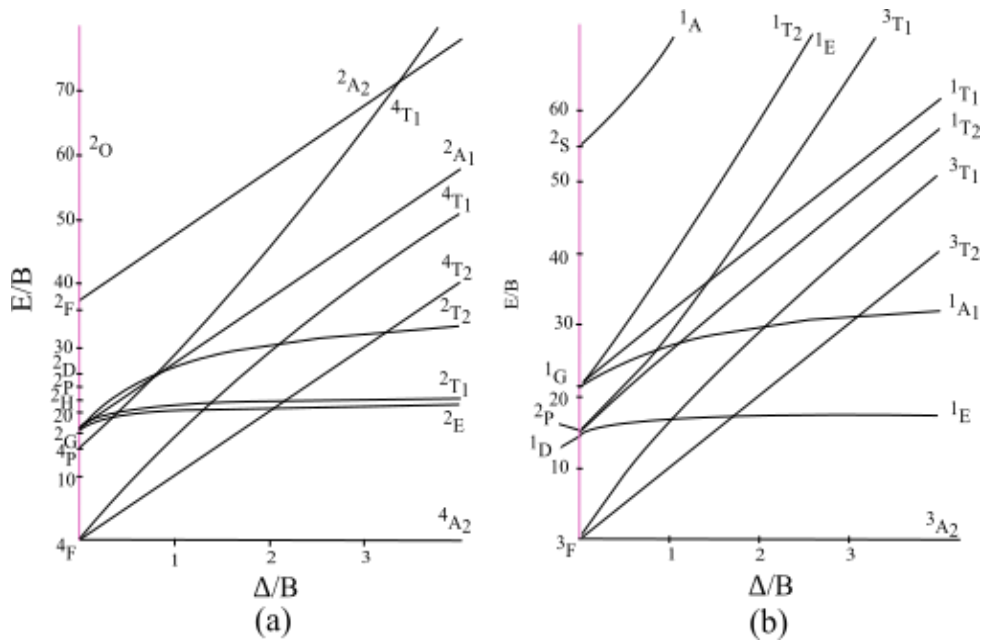 (a)
(b)
E/B
70
60
50
40
30
20
10
²O
²F
²D
²P
²H
²G
⁴P
⁴F
²A₂
⁴T₁
²A₁
⁴T₁
⁴T₂
²T₂
²T₁
²E
⁴A₂
1
2
3
Δ/B
(a)
E/B
60
50
40
30
20
10
²S
¹G
²P
¹D
³F
¹A
¹T₂
¹E
³T₁
¹T₁
¹T₂
³T₁
³T₂
¹A₁
¹E
³A₂
1
2
3
Δ/B
(b)